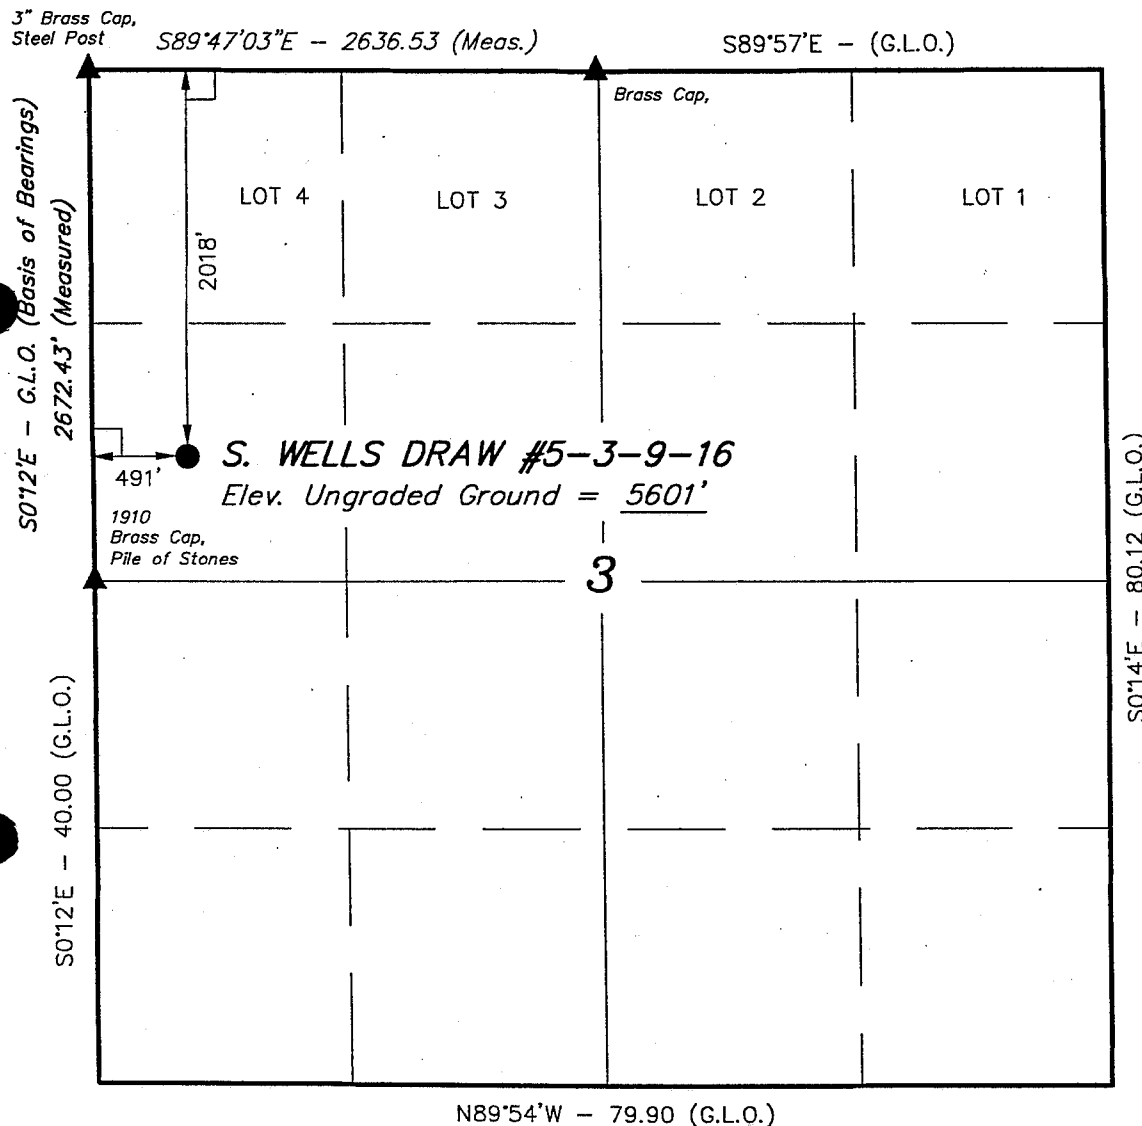 3" Brass Cap,
Steel Post
S89°47'03"E – 2636.53 (Meas.)
S89°57'E – (G.L.O.)
Brass Cap,
S0°12'E – G.L.O. (Basis of Bearings)
2672.43' (Measured)
LOT 4
LOT 3
LOT 2
LOT 1
2018'
491'
S. WELLS DRAW #5-3-9-16
Elev. Ungraded Ground = 5601'
1910
Brass Cap,
Pile of Stones
3
S0°14'E – 80.12 (G.L.O.)
S0°12'E – 40.00 (G.L.O.)
N89°54'W – 79.90 (G.L.O.)